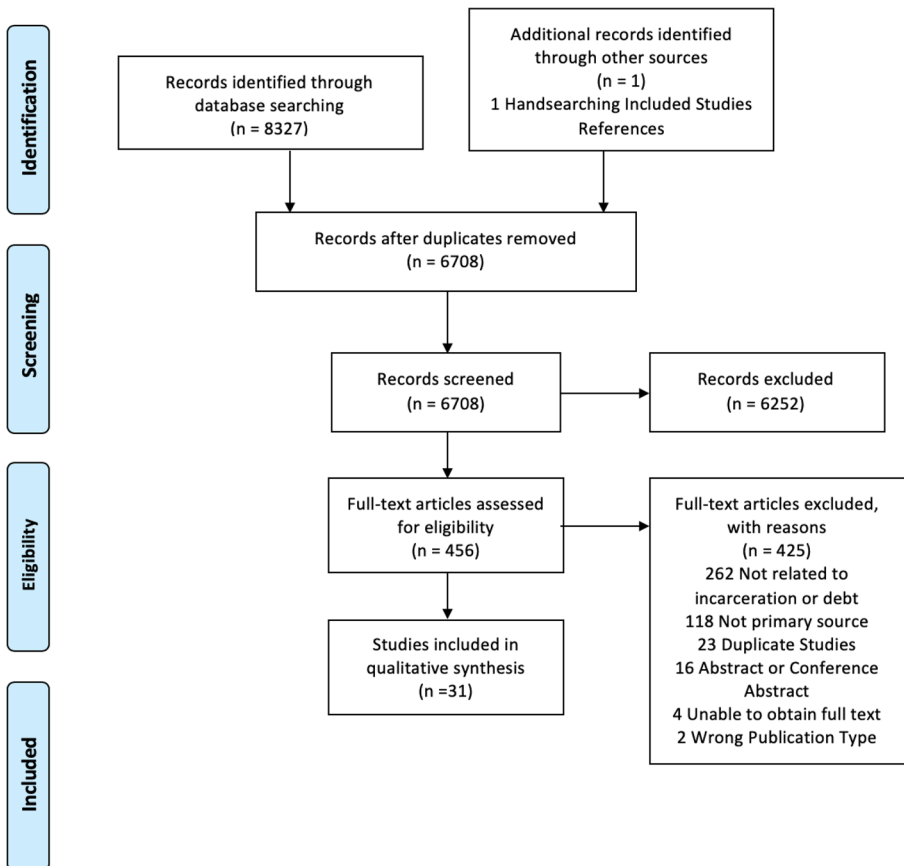 Identification
Records identified through
database searching
(n = 8327)
Additional records identified
through other sources
(n = 1)
1 Handsearching Included Studies
References
Records after duplicates removed
(n = 6708)
Screening
Records screened
(n = 6708)
Records excluded
(n = 6252)
Eligibility
Full-text articles assessed
for eligibility
(n = 456)
Full-text articles excluded,
with reasons
(n = 425)
262 Not related to
incarceration or debt
118 Not primary source
23 Duplicate Studies
16 Abstract or Conference
Abstract
4 Unable to obtain full text
2 Wrong Publication Type
Studies included in
qualitative synthesis
(n =31)
Included